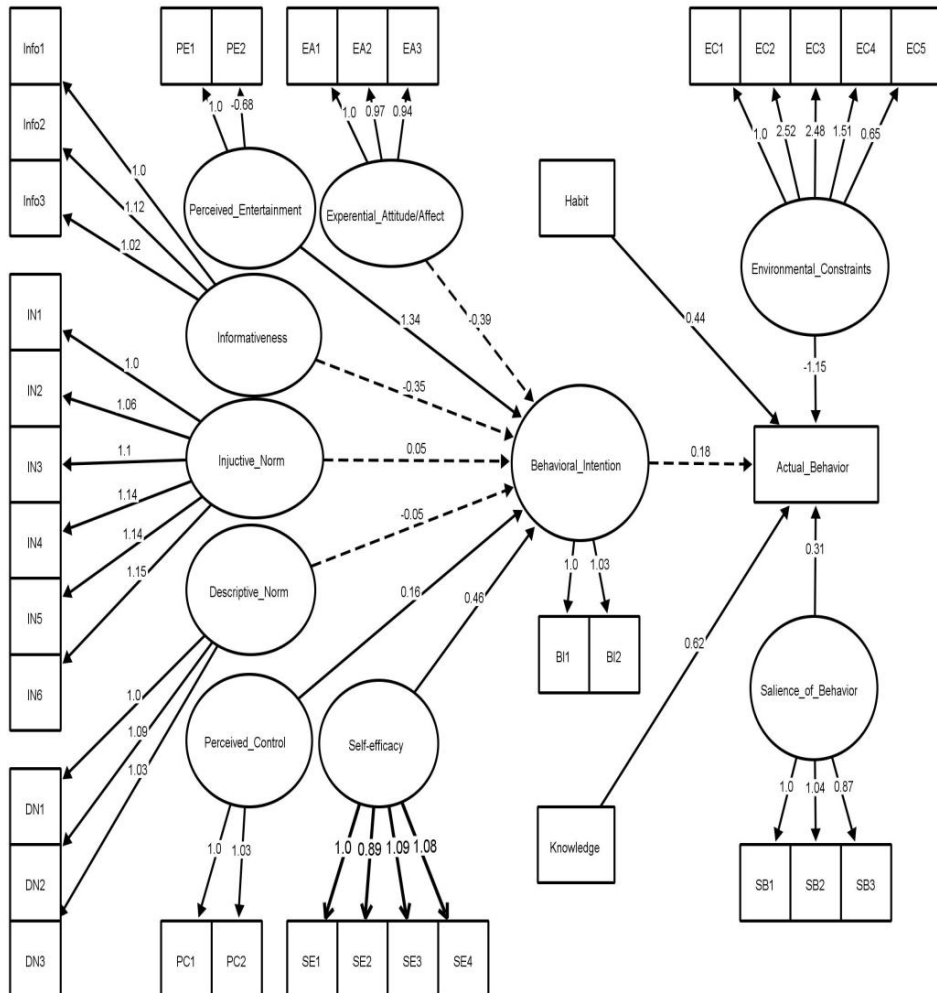 Info1
Info2
Info3
PE1
PE2
EA1
EA2
EA3
EC1
EC2
EC3
EC4
EC5
1.0
-0.68
1.0
0.97
0.94
1.0
2.52
2.48
1.51
0.65
1.0
1.12
1.02
Perceived_Entertainment
Experential_Attitude/Affect
Habit
Environmental_Constraints
Informativeness
1.34
-0.39
0.44
-1.15
-0.35
IN1
IN2
IN3
IN4
IN5
IN6
1.0
1.06
1.1
1.14
1.14
1.15
Injuctive_Norm
0.05
Behavioral_Intention
0.18
Actual_Behavior
Descriptive_Norm
-0.05
0.16
0.46
1.0
1.03
BI1
BI2
0.62
0.31
Salience_of_Behavior
Perceived_Control
Self-efficacy
1.0
1.09
1.03
DN1
DN2
DN3
1.0
1.03
1.0
0.89
1.09
1.08
Knowledge
1.0
1.04
0.87
SB1
SB2
SB3
PC1
PC2
SE1
SE2
SE3
SE4